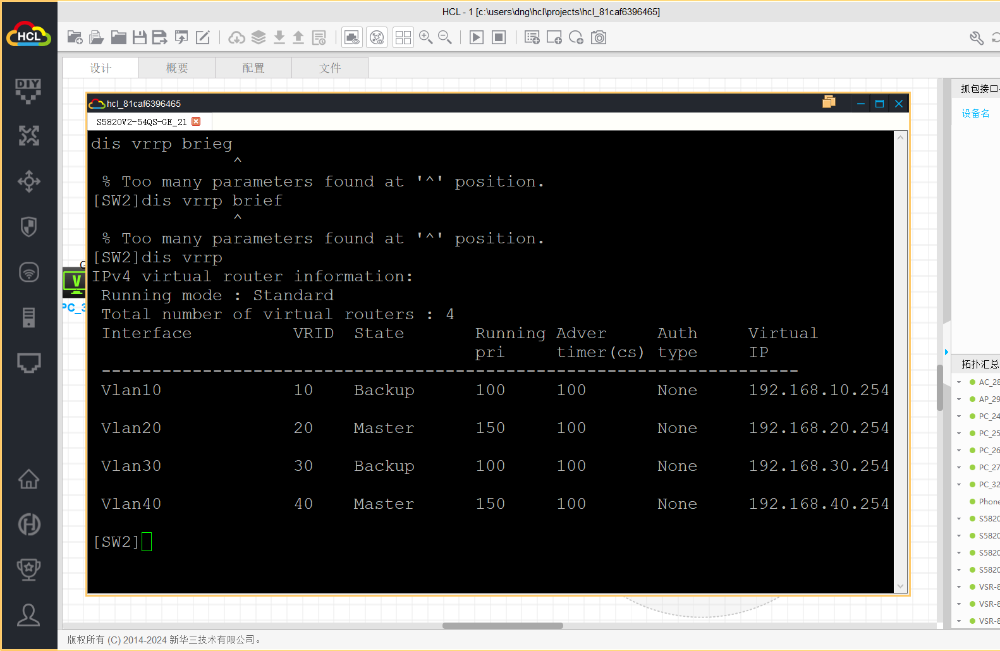 HCL - 1 [c:\users\dng\hcl\projects\hcl_81caf6396465]
HCL
DIY
设计 概要 配置 文件
抓包接口
设备名
hcl_81caf6396465
S5820V2-54QS-GE_21
dis vrrp brieg
^
% Too many parameters found at '^' position.
[SW2]dis vrrp brief
^
% Too many parameters found at '^' position.
[SW2]dis vrrp
IPv4 virtual router information:
Running mode : Standard
Total number of virtual routers : 4
Interface VRID State Running Adver Auth Virtual
pri timer(cs) type IP
---------------------------------------------------------------------
Vlan10 10 Backup 100 100 None 192.168.10.254
Vlan20 20 Master 150 100 None 192.168.20.254
Vlan30 30 Backup 100 100 None 192.168.30.254
Vlan40 40 Master 150 100 None 192.168.40.254
[SW2]
G
V
PC_3
拓扑汇总
AC_28
AP_29
PC_24
PC_25
PC_26
PC_27
PC_32
Phone
S5820
S5820
S5820
S5820
VSR-8
VSR-8
VSR-8
版权所有 (C) 2014-2024 新华三技术有限公司。